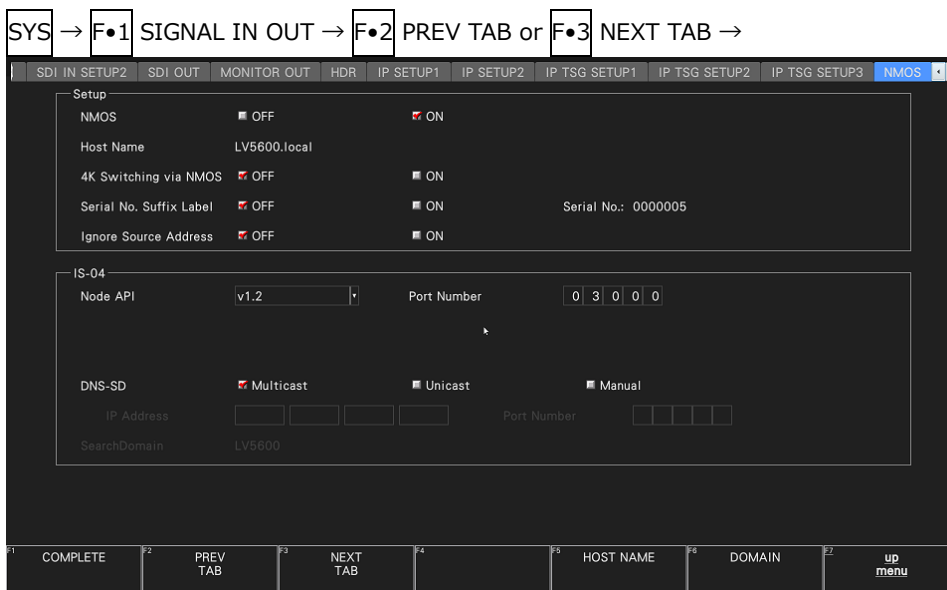 SYS → F•1 SIGNAL IN OUT → F•2 PREV TAB or F•3 NEXT TAB →
SDI IN SETUP2 SDI OUT MONITOR OUT HDR IP SETUP1 IP SETUP2 IP TSG SETUP1 IP TSG SETUP2 IP TSG SETUP3 NMOS
Setup
NMOS OFF ON
Host Name LV5600.local
4K Switching via NMOS OFF ON
Serial No. Suffix Label OFF ON Serial No.: 0000005
Ignore Source Address OFF ON
IS-04
Node API v1.2 Port Number 0 3 0 0 0
DNS-SD Multicast Unicast Manual
IP Address Port Number
SearchDomain LV5600
F1 COMPLETE F2 PREV TAB F3 NEXT TAB F4 F5 HOST NAME F6 DOMAIN F7 up menu